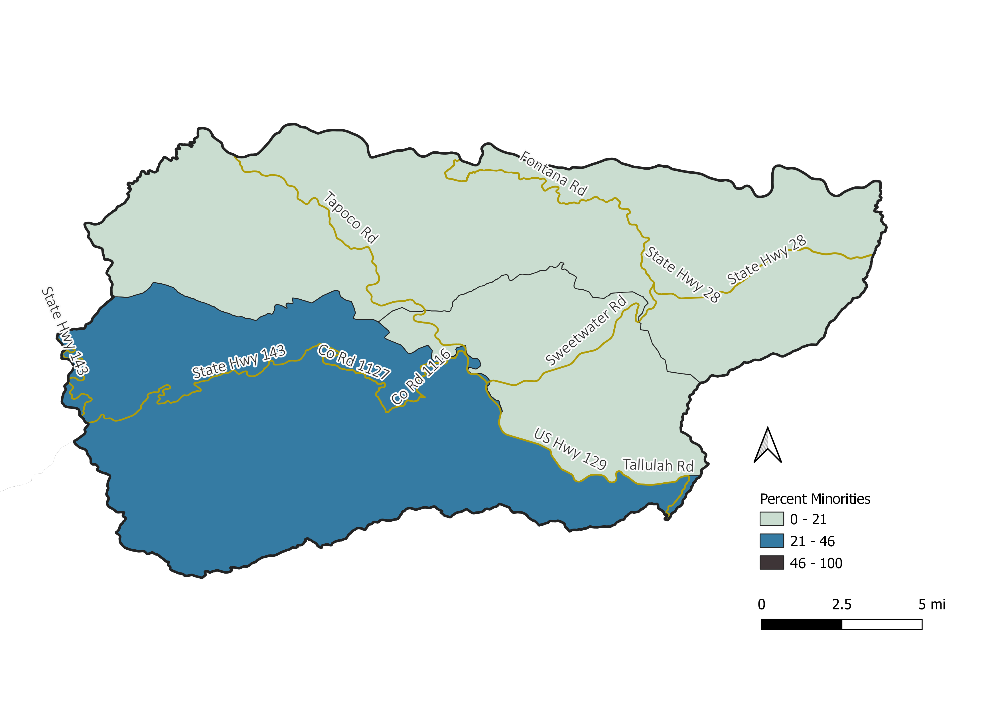 Fontana Rd
Tapoco Rd
State Hwy 28
State Hwy 28
State Hwy 143
Sweetwater Rd
State Hwy 143
Co Rd 1127
Co Rd 1116
US Hwy 129
Tallulah Rd
Percent Minorities
0 - 21
21 - 46
46 - 100
0 2.5 5 mi